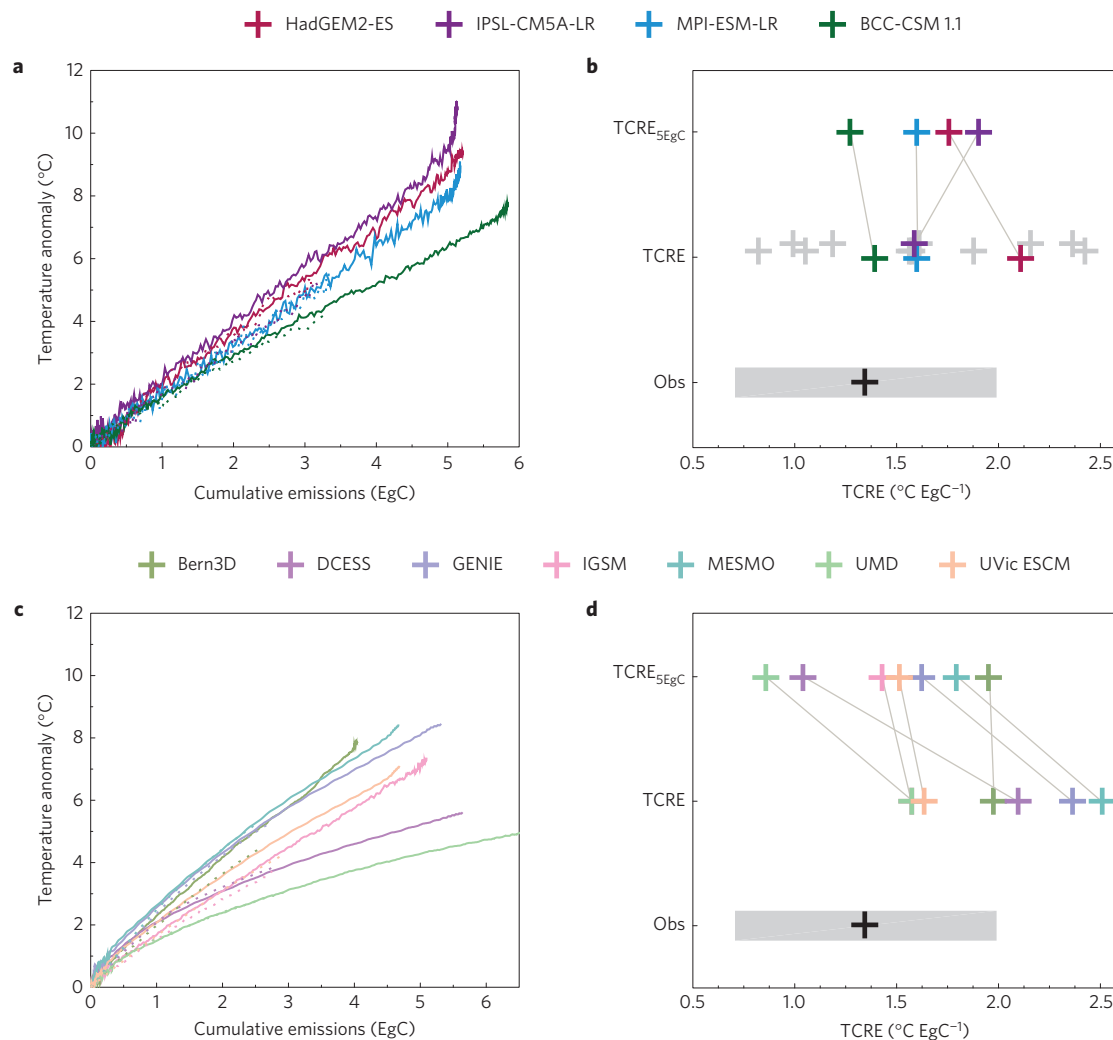 HadGEM2-ES IPSL-CM5A-LR MPI-ESM-LR BCC-CSM 1.1
a
12
10
8
6
4
2
0
Temperature anomaly (°C)
0 1 2 3 4 5 6
Cumulative emissions (EgC)
b
TCRE5EgC
TCRE
Obs
0.5 1.0 1.5 2.0 2.5
TCRE (°C EgC⁻¹)
Bern3D DCESS GENIE IGSM MESMO UMD UVic ESCM
c
12
10
8
6
4
2
0
Temperature anomaly (°C)
0 1 2 3 4 5 6
Cumulative emissions (EgC)
d
TCRE5EgC
TCRE
Obs
0.5 1.0 1.5 2.0 2.5
TCRE (°C EgC⁻¹)